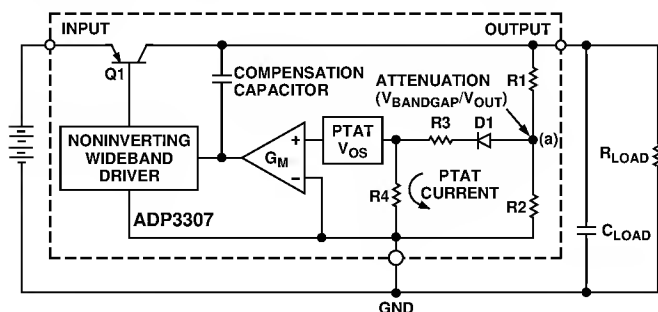 INPUT
OUTPUT
Q1
COMPENSATION
CAPACITOR
ATTENUATION
(VBANDGAP/VOUT)
R1
R3
D1
(a)
PTAT
VOS
NONINVERTING
WIDEBAND
DRIVER
GM
+
−
R4
PTAT
CURRENT
R2
RLOAD
CLOAD
ADP3307
GND